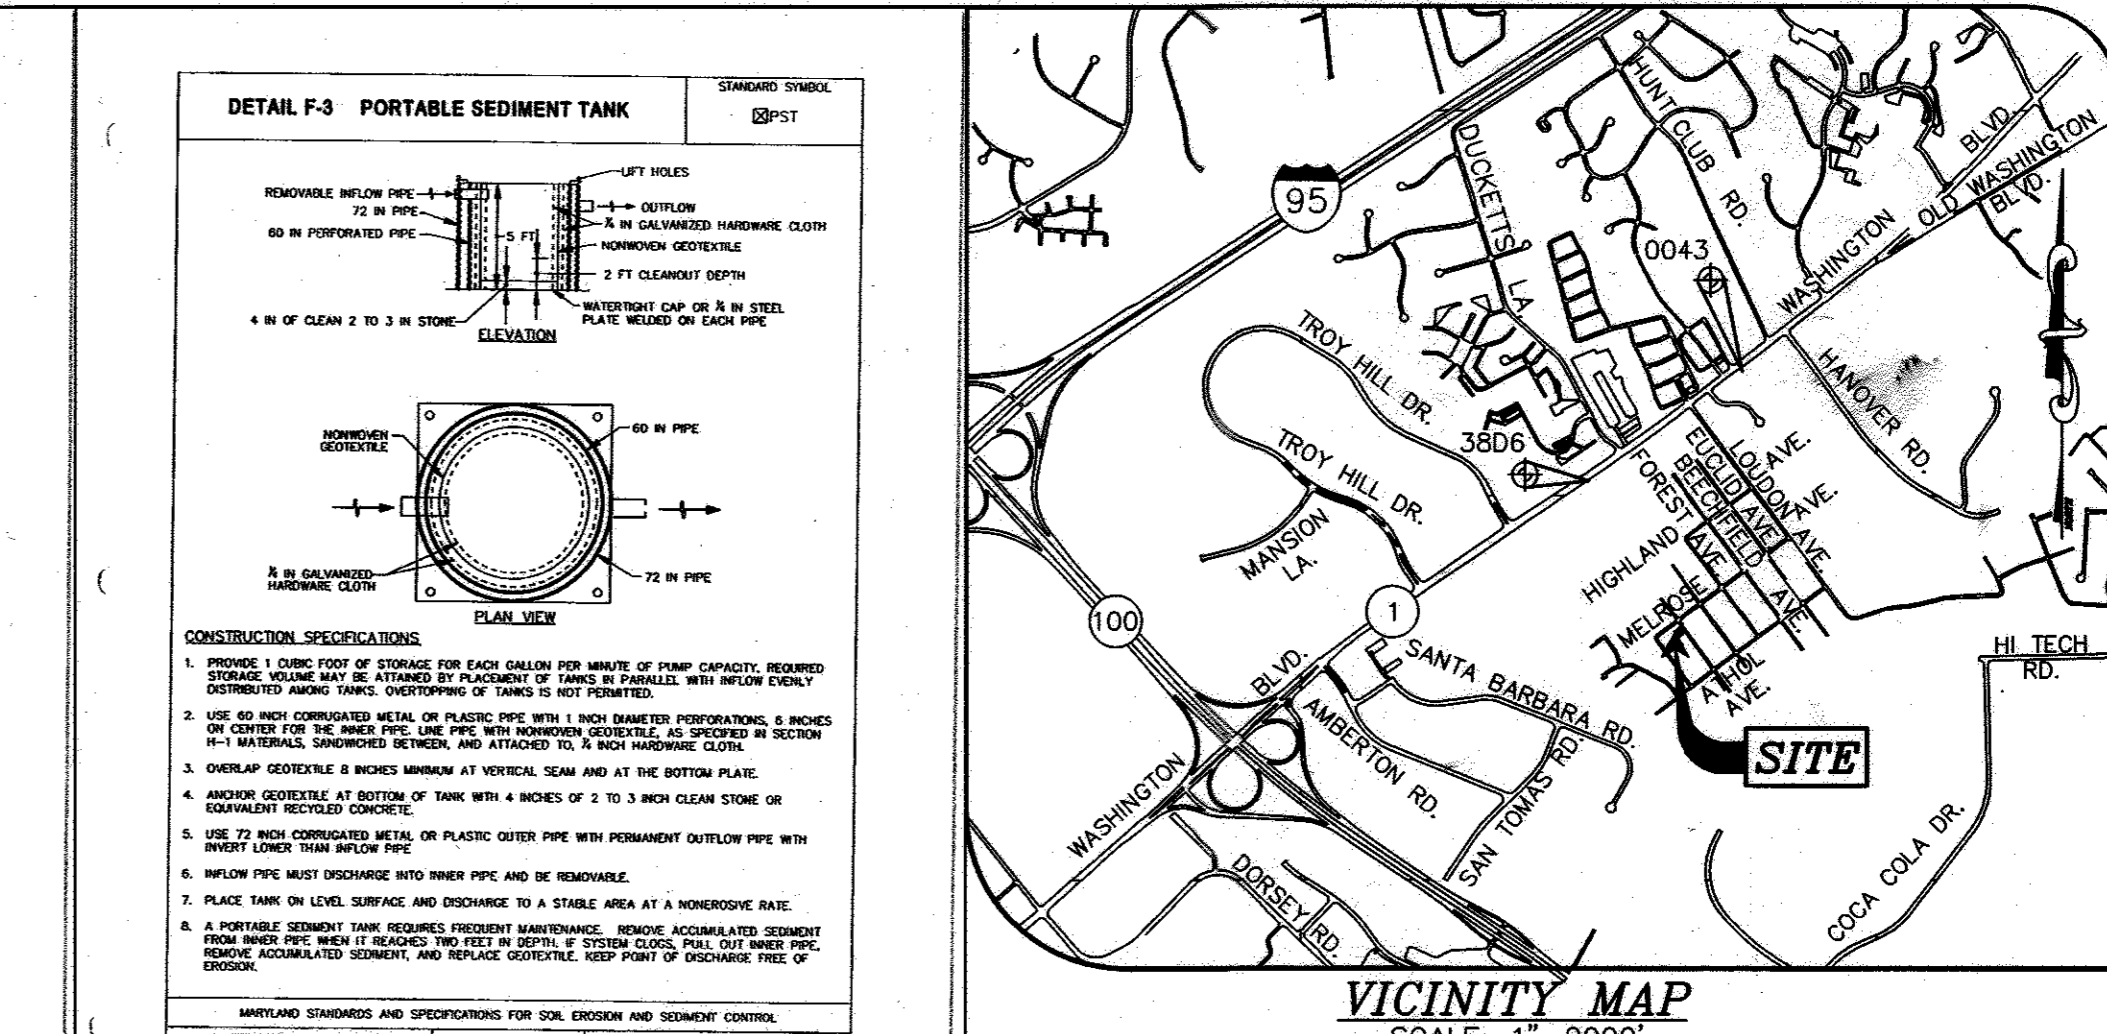 DETAIL F-3 PORTABLE SEDIMENT TANK
STANDARD SYMBOL
PST
LIFT HOLES
REMOVABLE INFLOW PIPE
OUTFLOW
72 IN PIPE
IN GALVANIZED HARDWARE CLOTH
60 IN PERFORATED PIPE
5 FT
NONWOVEN GEOTEXTILE
2 FT CLEANOUT DEPTH
WATERTIGHT CAP OR IN STEEL
PLATE WELDED ON EACH PIPE
4 IN OF CLEAN 2 TO 3 IN STONE
ELEVATION
NONWOVEN
GEOTEXTILE
60 IN PIPE
IN GALVANIZED
HARDWARE CLOTH
72 IN PIPE
PLAN VIEW
CONSTRUCTION SPECIFICATIONS
1. PROVIDE 1 CUBIC FOOT OF STORAGE FOR EACH GALLON PER MINUTE OF PUMP CAPACITY. REQUIRED
STORAGE VOLUME MAY BE ATTAINED BY PLACEMENT OF TANKS IN PARALLEL WITH INFLOW EVENLY
DISTRIBUTED AMONG TANKS. OVERTOPPING OF TANKS IS NOT PERMITTED.
2. USE 60 INCH CORRUGATED METAL OR PLASTIC PIPE WITH 1 INCH DIAMETER PERFORATIONS, 6 INCHES
ON CENTER FOR THE INNER PIPE. LINE PIPE WITH NONWOVEN GEOTEXTILE, AS SPECIFIED IN SECTION
H-1 MATERIALS, SANDWICHED BETWEEN, AND ATTACHED TO, INCH HARDWARE CLOTH.
3. OVERLAP GEOTEXTILE 8 INCHES MINIMUM AT VERTICAL SEAM AND AT THE BOTTOM PLATE.
4. ANCHOR GEOTEXTILE AT BOTTOM OF TANK WITH 4 INCHES OF 2 TO 3 INCH CLEAN STONE OR
EQUIVALENT RECYCLED CONCRETE.
5. USE 72 INCH CORRUGATED METAL OR PLASTIC OUTER PIPE WITH PERMANENT OUTFLOW PIPE WITH
INVERT LOWER THAN INFLOW PIPE
6. INFLOW PIPE MUST DISCHARGE INTO INNER PIPE AND BE REMOVABLE.
7. PLACE TANK ON LEVEL SURFACE AND DISCHARGE TO A STABLE AREA AT A NONEROSIVE RATE.
8. A PORTABLE SEDIMENT TANK REQUIRES FREQUENT MAINTENANCE. REMOVE ACCUMULATED SEDIMENT
FROM INNER PIPE WHEN IT REACHES TWO FEET IN DEPTH. IF SYSTEM CLOGS, PULL OUT INNER PIPE,
REMOVE ACCUMULATED SEDIMENT, AND REPLACE GEOTEXTILE. KEEP POINT OF DISCHARGE FREE OF
EROSION.
MARYLAND STANDARDS AND SPECIFICATIONS FOR SOIL EROSION AND SEDIMENT CONTROL
HUNT CLUB RD.
DUCKETTS LA.
95
0043
WASHINGTON BLVD.
OLD WASHINGTON BLVD.
TROY HILL DR.
HANOVER RD.
38D6
TROY HILL DR.
MANSION LA.
LOUDON AVE.
EUCLID AVE.
BEECHFIELD AVE.
FOREST AVE.
AVE.
AVE.
HIGHLAND
MELROSE
ATHOL AVE.
100
1
HI TECH RD.
SANTA BARBARA RD.
AMBERTON RD.
SAN TOMAS RD.
WASHINGTON BLVD.
DORSEY RD.
COCA COLA DR.
SITE
VICINITY MAP